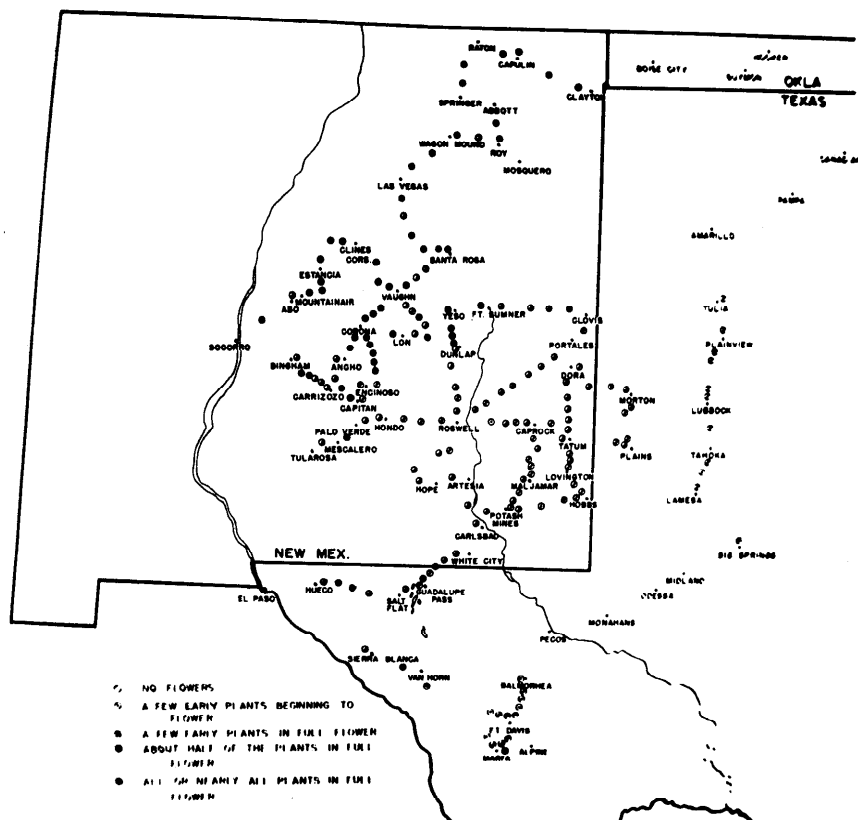 RATON
CAPULIN
BOISE CITY
OKLA
TEXAS
SPRINGER
ABBOTT
CLAYTON
WAGON MOUND
ROY
MOSQUERO
LAS VEGAS
PAMPA
AMARILLO
CLINES
CORS.
SANTA ROSA
ESTANCIA
VAUGHN
ABO
MOUNTAINAIR
YESO
FT. SUMNER
TULIA
CLOVIS
CORONA
LON
SOCORRO
DUNLAP
PORTALES
PLAINVIEW
BINGHAM
ANCHO
DORA
CARRIZOZO
ENCINOSO
MORTON
CAPITAN
LUBBOCK
PALO VERDE
HONDO
ROSWELL
CAPROCK
MESCALERO
TATUM
TULAROSA
PLAINS
TAHOKA
HOPE
ARTESIA
MALJAMAR
LOVINGTON
LAMESA
HOBBS
POTASH
MINES
CARLSBAD
NEW MEX.
WHITE CITY
BIG SPRINGS
EL PASO
HUECO
SALT
FLAT
GUADALUPE
PASS
MIDLAND
ODESSA
MONAHANS
PECOS
SIERRA BLANCA
VAN HORN
BALMORHEA
FT DAVIS
MARFA
ALPINE
NO FLOWERS
A FEW EARLY PLANTS BEGINNING TO
FLOWER
A FEW EARLY PLANTS IN FULL FLOWER
ABOUT HALF OF THE PLANTS IN FULL
FLOWER
ALL OR NEARLY ALL PLANTS IN FULL
FLOWER